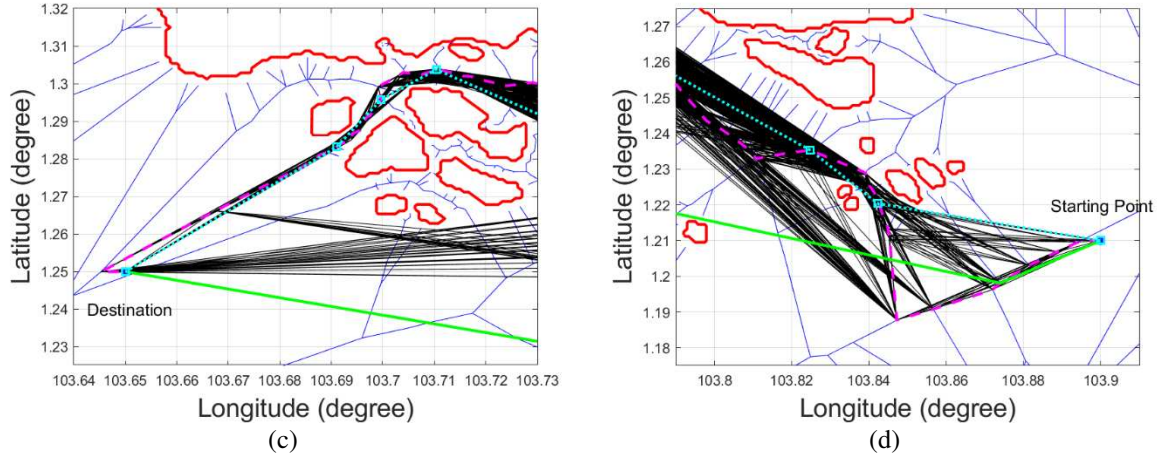 1.32
1.31
1.3
1.29
1.28
1.27
1.26
1.25
1.24
1.23
Latitude (degree)
Destination
103.64 103.65 103.66 103.67 103.68 103.69 103.7 103.71 103.72 103.73
Longitude (degree)
(c)
1.27
1.26
1.25
1.24
1.23
1.22
1.21
1.2
1.19
1.18
Latitude (degree)
Starting Point
103.8 103.82 103.84 103.86 103.88 103.9
Longitude (degree)
(d)